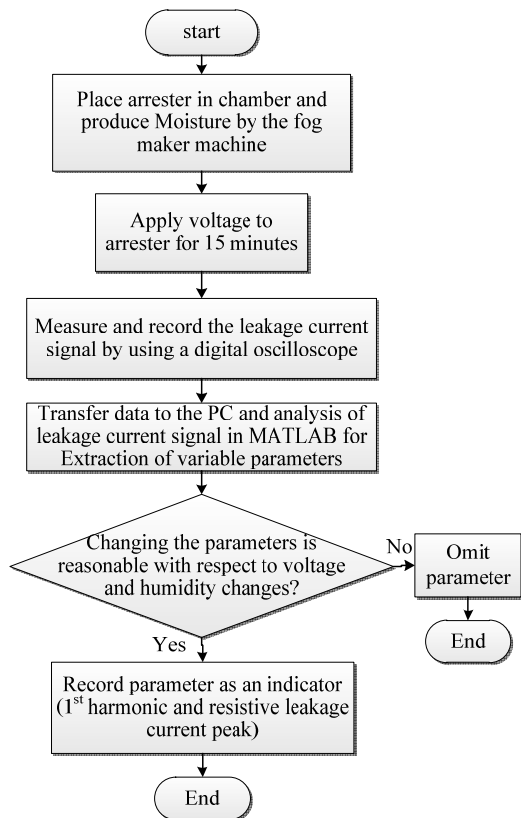 start
Place arrester in chamber and
produce Moisture by the fog
maker machine
Apply voltage to
arrester for 15 minutes
Measure and record the leakage current
signal by using a digital oscilloscope
Transfer data to the PC and analysis of
leakage current signal in MATLAB for
Extraction of variable parameters
Changing the parameters is
reasonable with respect to voltage
and humidity changes?
No
Omit
parameter
End
Yes
Record parameter as an indicator
(1st harmonic and resistive leakage
current peak)
End